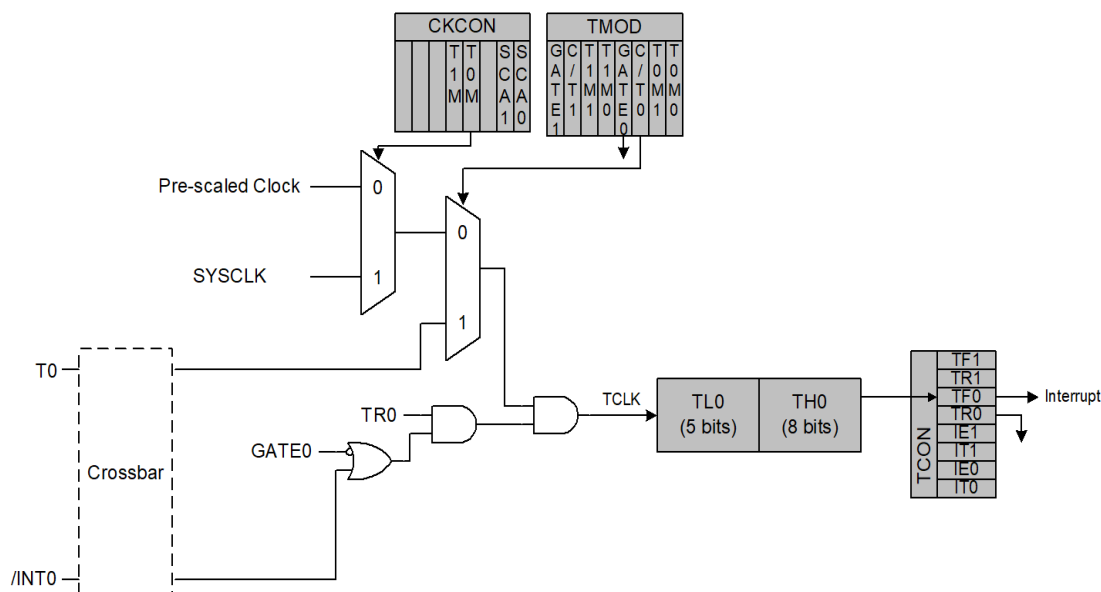 CKCON
T1M
T0M
SCA1
SCA0
TMOD
GATE1
C/T1
T1M1
T1M0
GATE0
C/T0
T0M1
T0M0
Pre-scaled Clock
0
SYSCLK
1
0
1
T0
Crossbar
/INT0
TR0
GATE0
TCLK
TL0
(5 bits)
TH0
(8 bits)
TCON
TF1
TR1
TF0
TR0
IE1
IT1
IE0
IT0
Interrupt